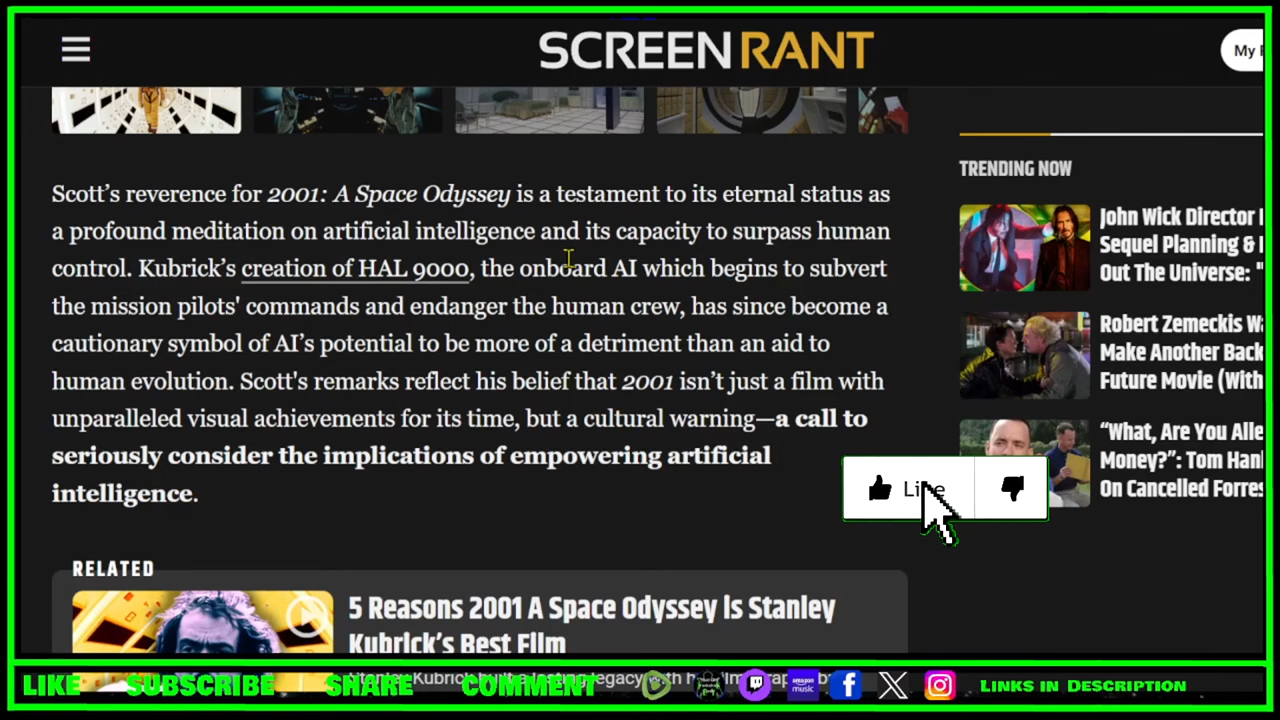 SCREENRANT
My
Scott's reverence for 2001: A Space Odyssey is a testament to its eternal status as
a profound meditation on artificial intelligence and its capacity to surpass human
control. Kubrick's creation of HAL 9000, the onboard AI which begins to subvert
the mission pilots' commands and endanger the human crew, has since become a
cautionary symbol of AI's potential to be more of a detriment than an aid to
human evolution. Scott's remarks reflect his belief that 2001 isn't just a film with
unparalleled visual achievements for its time, but a cultural warning—a call to
seriously consider the implications of empowering artificial
intelligence.
TRENDING NOW
John Wick Director
Sequel Planning &
Out The Universe: "
Robert Zemeckis
Make Another Back
Future Movie (With
"What, Are You
Money?": Tom
On Cancelled
Like
RELATED
5 Reasons 2001 A Space Odyssey Is Stanley
Kubrick's Best Film
Kubrick
legacy
LIKE SUBSCRIBE SHARE COMMENT amazon music Links in Description